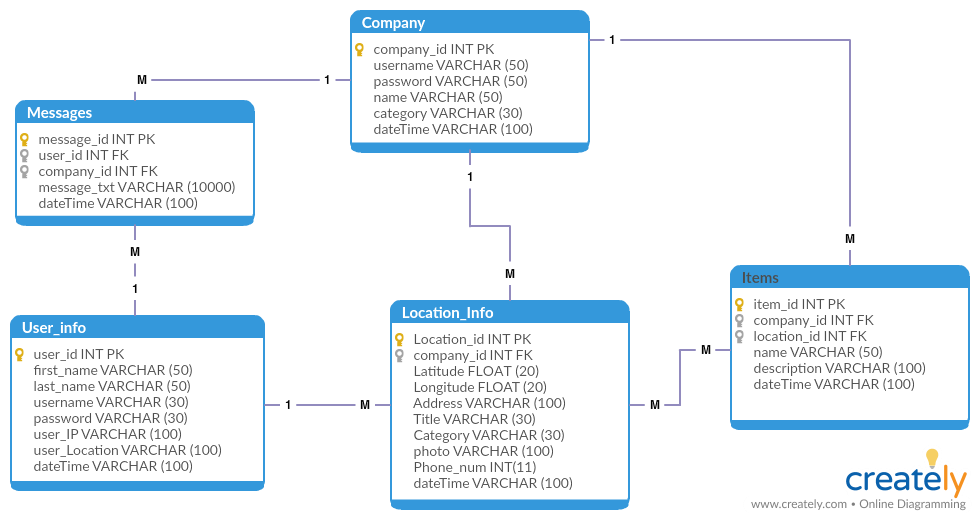 Company
company_id INT PK
username VARCHAR (50)
password VARCHAR (50)
name VARCHAR (50)
category VARCHAR (30)
dateTime VARCHAR (100)
1
M
1
Messages
message_id INT PK
user_id INT FK
company_id INT FK
message_txt VARCHAR (10000)
dateTime VARCHAR (100)
1
M
M
M
1
Items
item_id INT PK
company_id INT FK
location_id INT FK
name VARCHAR (50)
description VARCHAR (100)
dateTime VARCHAR (100)
User_info
user_id INT PK
first_name VARCHAR (50)
last_name VARCHAR (50)
username VARCHAR (30)
password VARCHAR (30)
user_IP VARCHAR (100)
user_Location VARCHAR (100)
dateTime VARCHAR (100)
1
M
Location_Info
Location_id INT PK
company_id INT FK
Latitude FLOAT (20)
Longitude FLOAT (20)
Address VARCHAR (100)
Title VARCHAR (30)
Category VARCHAR (30)
photo VARCHAR (100)
Phone_num INT(11)
dateTime VARCHAR (100)
M
M
creately
www.creately.com • Online Diagramming